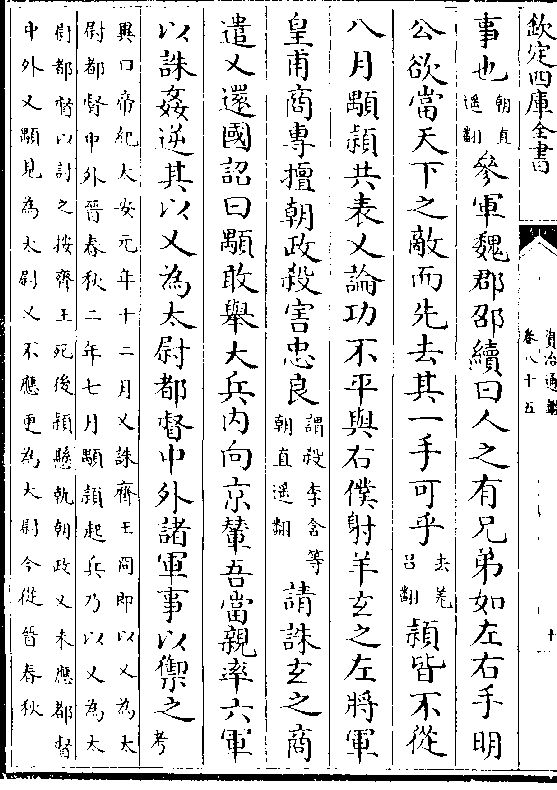 欽定四庫全書
資治通鑑
卷八十五
十
事也朝直遥翻參軍魏郡邵續曰人之有兄弟如左右手明
公欲當天下之敵而先去其一手可乎去羌呂翻頴皆不從
八月顒頴共表乂論功不平與右僕射羊玄之左將軍
皇甫商専擅朝政殺害忠良謂殺李含等朝直遥翻請誅玄之商
遣乂還國詔曰顒敢舉大兵内向京輦吾當親率六軍
以誅姦逆其以乂為太尉都督中外諸軍事以禦之考
異曰帝紀太安元年十二月乂誅齊王冏即以乂為太
尉都督中外晉春秋二年七月顒頴起兵乃以乂為太
尉都督以討之按齊王死後頴懸執朝政乂未應都督
中外又顒見為太尉乂不應更為太尉今從晉春秋